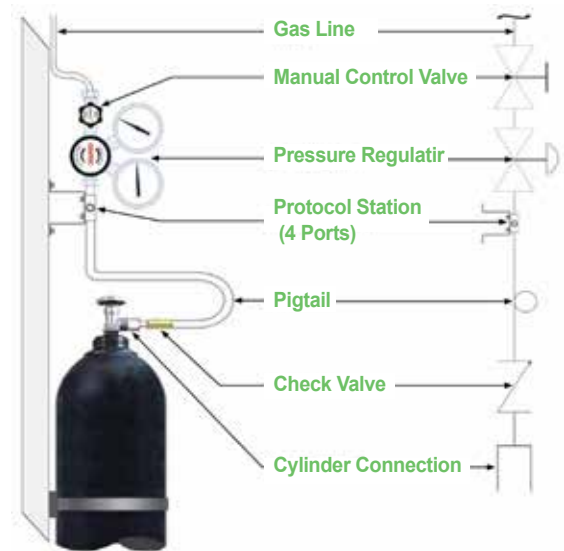 Gas Line
Manual Control Valve
Pressure Regulatir
Protocol Station
(4 Ports)
Pigtail
Check Valve
Cylinder Connection